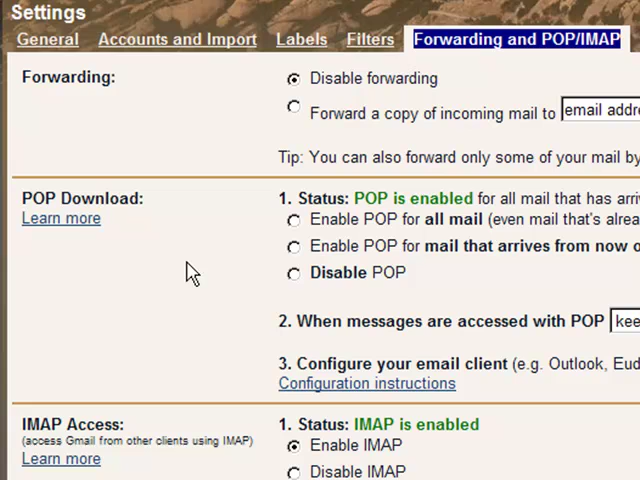 Settings
General Accounts and Import Labels Filters Forwarding and POP/IMAP
Forwarding:
Disable forwarding
Forward a copy of incoming mail to email addr
Tip: You can also forward only some of your mail by
POP Download:
Learn more
1. Status: POP is enabled for all mail that has arri
Enable POP for all mail (even mail that's alrea
Enable POP for mail that arrives from now o
Disable POP
2. When messages are accessed with POP kee
3. Configure your email client (e.g. Outlook, Eud
Configuration instructions
IMAP Access:
(access Gmail from other clients using IMAP)
Learn more
1. Status: IMAP is enabled
Enable IMAP
Disable IMAP